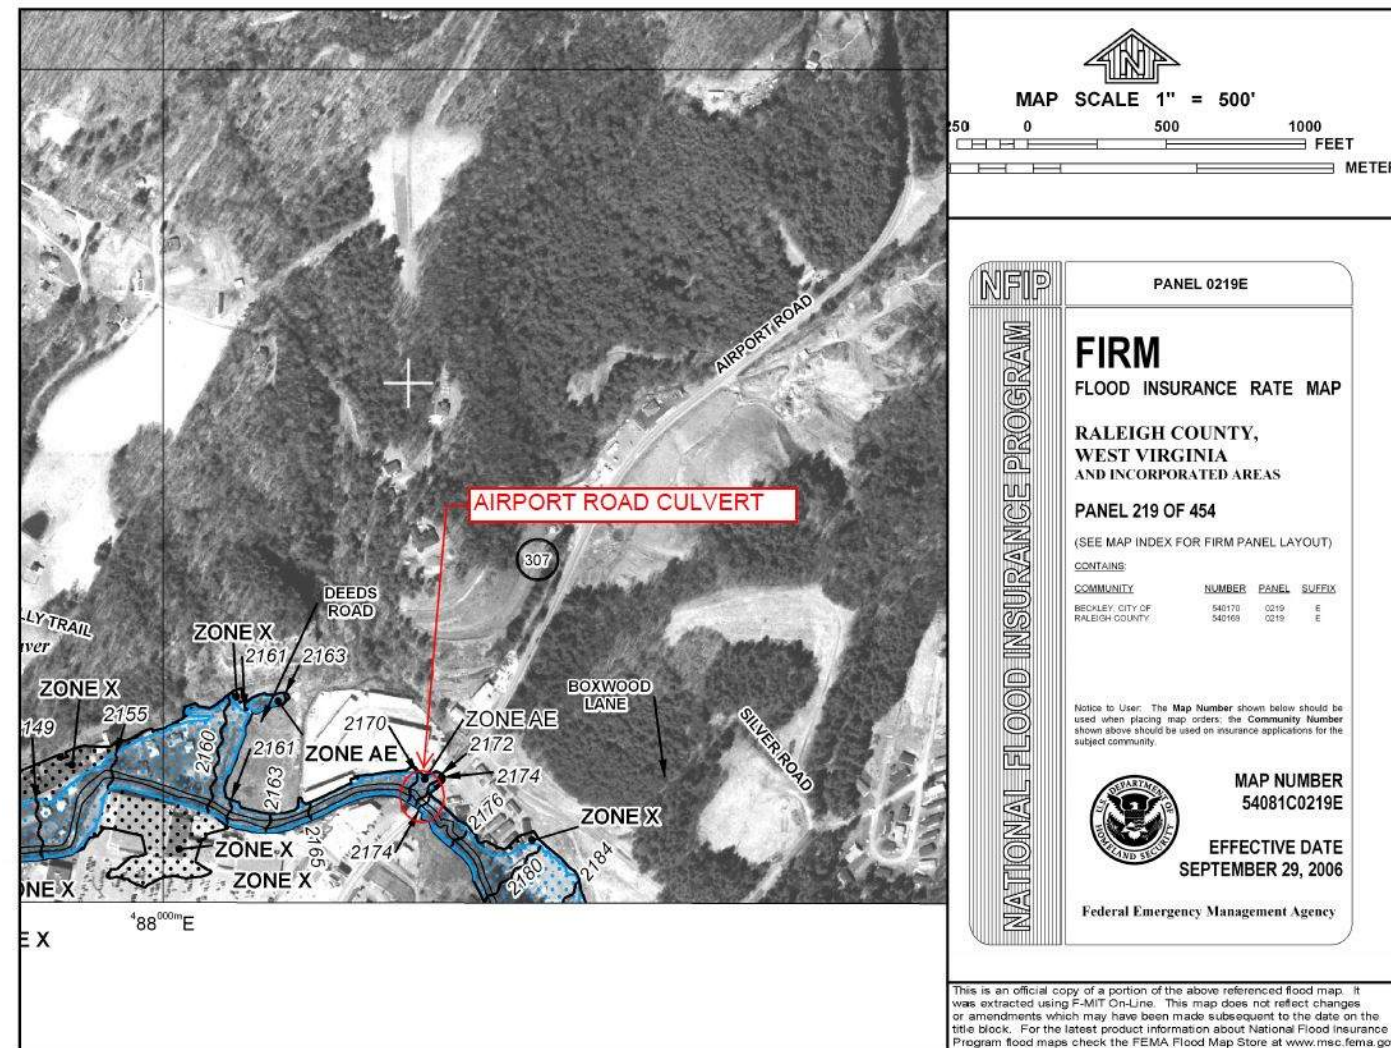 N
MAP SCALE 1" = 500'
250 0 500 1000
FEET
METER
AIRPORT ROAD
AIRPORT ROAD CULVERT
307
DEEDS
ROAD
LLY TRAIL
ver
ZONE X
2161 2163
ZONE X
149
2155
2160
2161
2163
2165
2170
ZONE AE
ZONE AE
2172
2174
2176
2174
2180
2184
BOXWOOD
LANE
SILVER ROAD
ZONE X
ZONE X
ZONE X
ONE X
488000mE
E X
NFIP
NATIONAL FLOOD INSURANCE PROGRAM
PANEL 0219E
FIRM
FLOOD INSURANCE RATE MAP
RALEIGH COUNTY,
WEST VIRGINIA
AND INCORPORATED AREAS
PANEL 219 OF 454
(SEE MAP INDEX FOR FIRM PANEL LAYOUT)
CONTAINS:
COMMUNITY NUMBER PANEL SUFFIX
BECKLEY, CITY OF 540170 0219 E
RALEIGH COUNTY 540169 0219 E
Notice to User: The Map Number shown below should be
used when placing map orders: the Community Number
shown above should be used on insurance applications for the
subject community.
U.S. DEPARTMENT OF
HOMELAND SECURITY
MAP NUMBER
54081C0219E
EFFECTIVE DATE
SEPTEMBER 29, 2006
Federal Emergency Management Agency
This is an official copy of a portion of the above referenced flood map. It
was extracted using F-MIT On-Line. This map does not reflect changes
or amendments which may have been made subsequent to the date on the
title block. For the latest product information about National Flood Insurance
Program flood maps check the FEMA Flood Map Store at www.msc.fema.go